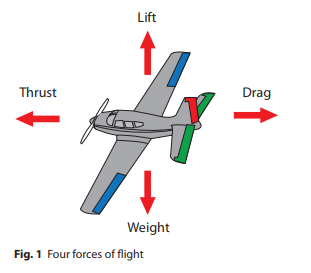 Lift
Thrust
Drag
Weight
Fig. 1 Four forces of flight